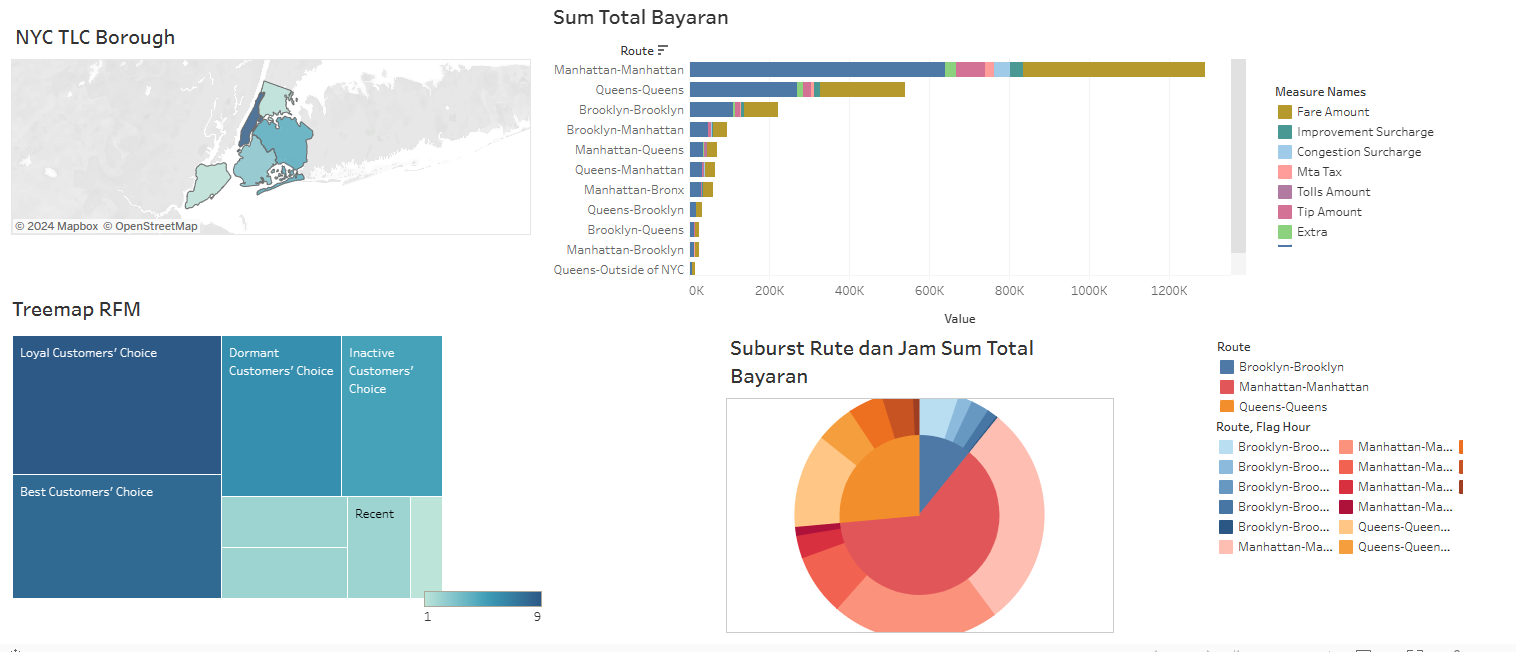 NYC TLC Borough
© 2024 Mapbox © OpenStreetMap
Sum Total Bayaran
Route
Manhattan-Manhattan
Queens-Queens
Brooklyn-Brooklyn
Brooklyn-Manhattan
Manhattan-Queens
Queens-Manhattan
Manhattan-Bronx
Queens-Brooklyn
Brooklyn-Queens
Manhattan-Brooklyn
Queens-Outside of NYC
0K 200K 400K 600K 800K 1000K 1200K
Value
Measure Names
Fare Amount
Improvement Surcharge
Congestion Surcharge
Mta Tax
Tolls Amount
Tip Amount
Extra
Treemap RFM
Loyal Customers’ Choice
Best Customers’ Choice
Dormant
Customers’ Choice
Inactive
Customers’
Choice
Recent
1 9
Suburst Rute dan Jam Sum Total
Bayaran
Route
Brooklyn-Brooklyn
Manhattan-Manhattan
Queens-Queens
Route, Flag Hour
Brooklyn-Broo... Manhattan-Ma...
Brooklyn-Broo... Manhattan-Ma...
Brooklyn-Broo... Manhattan-Ma...
Brooklyn-Broo... Manhattan-Ma...
Brooklyn-Broo... Queens-Queen...
Manhattan-Ma... Queens-Queen...